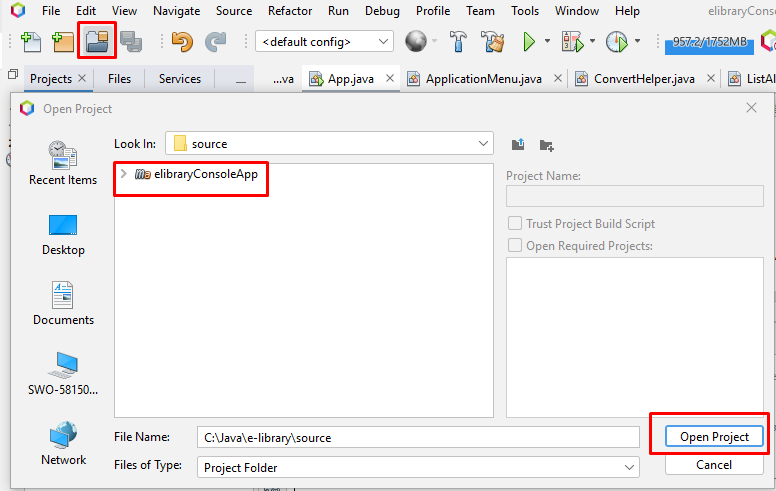 File Edit View Navigate Source Refactor Run Debug Profile Team Tools Window Help elibraryCons
<default config> 957.2/1752MB
Projects Files Services ...va App.java ApplicationMenu.java ConvertHelper.java ListAl
Open Project
Look In: source
Recent Items
Desktop
Documents
SWO-58150...
Network
elibraryConsoleApp
Project Name:
Trust Project Build Script
Open Required Projects:
File Name: C:\Java\e-library\source
Open Project
Files of Type: Project Folder
Cancel